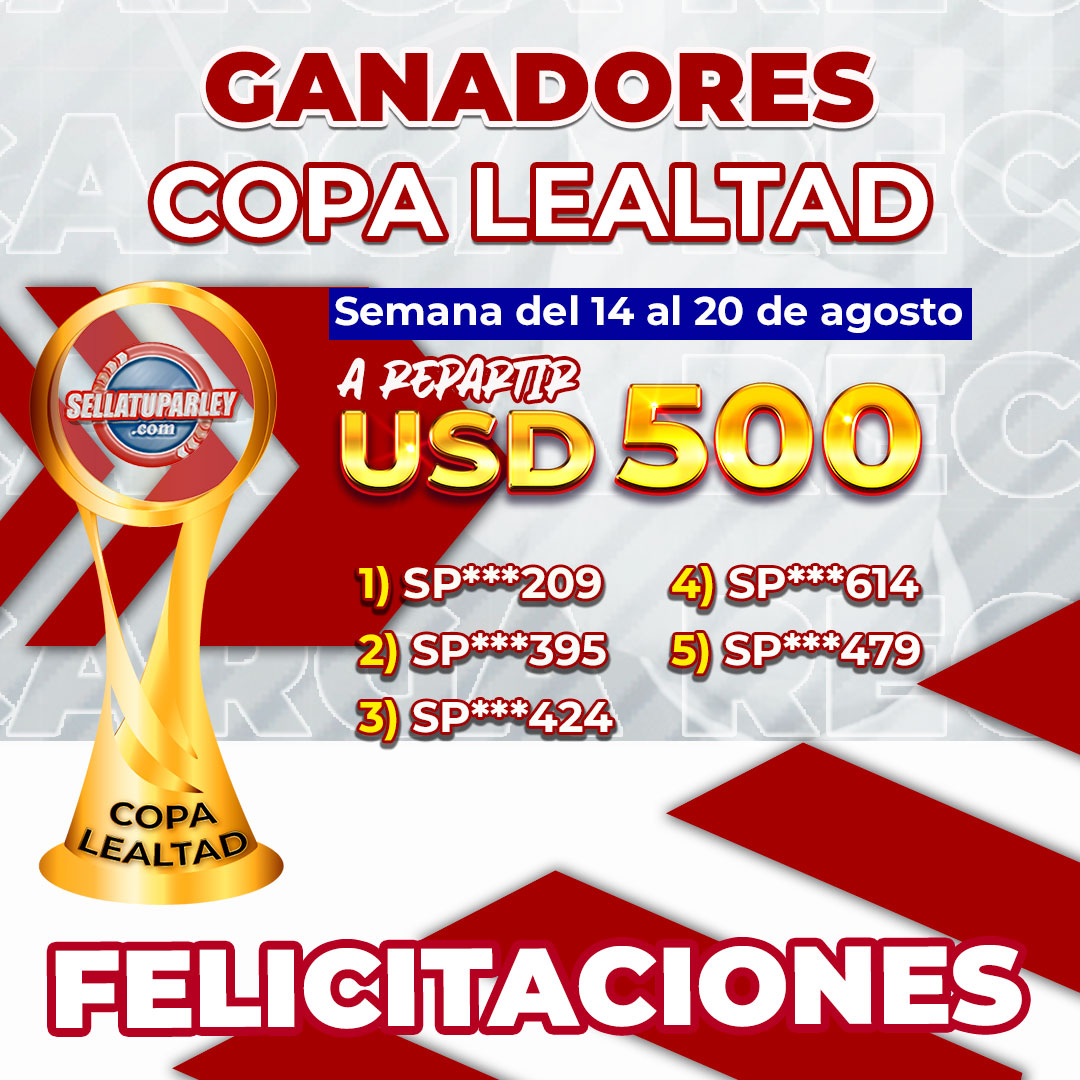 GANADORES
COPA LEALTAD
Semana del 14 al 20 de agosto
A REPARTIR
USD 500
SELLATUPARLEY
.com
1) SP***209
2) SP***395
3) SP***424
4) SP***614
5) SP***479
COPA
LEALTAD
FELICITACIONES